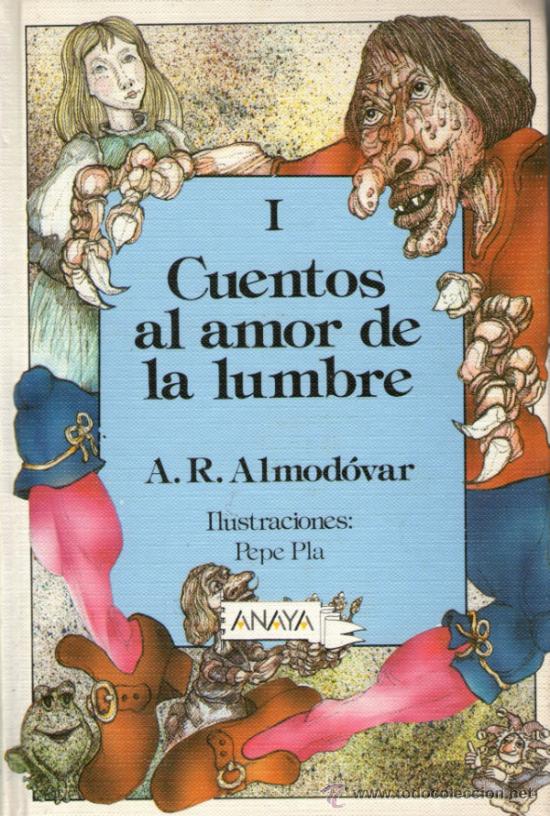 I
Cuentos
al amor de
la lumbre
A. R. Almodóvar
Ilustraciones:
Pepe Pla
ANAYA
www.todocoleccion.net